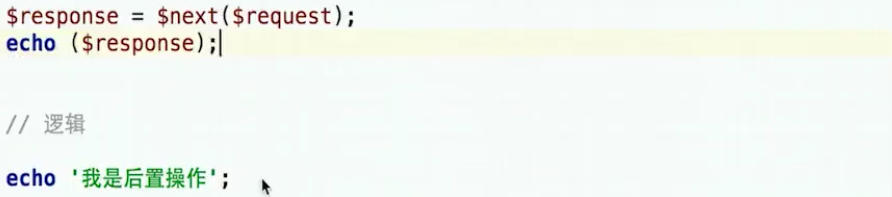 $response = $next($request);
echo ($response);
// 逻辑
echo '我是后置操作';